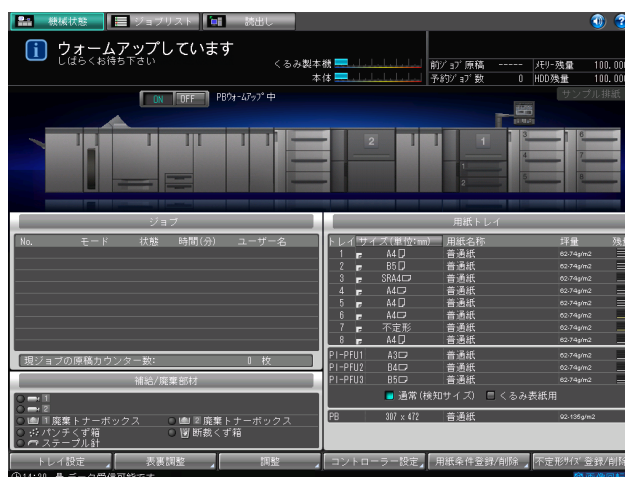 機械状態 ジョブリスト 読出し
ウォームアップしています
しばらくお待ち下さい
くるみ製本機
本体
前ジョブ原稿 ----- メモリー残量 100.00
予約ジョブ数 0 HDD残量 100.00
ON OFF PBウォームアップ中
サンプル排紙
2 1 3 6
4 7
1
2
ジョブ
No. モード 状態 時間(分) ユーザー名
現ジョブの原稿カウンター数: 0 枚
補給/廃棄部材
1
2
1 廃棄トナーボックス 2 廃棄トナーボックス
パンチくず箱 断裁くず箱
ステープル針
用紙トレイ
トレイ サイズ(単位:mm) 用紙名称 坪量
1 A4 普通紙 62-74g/m2
2 B5 普通紙 62-74g/m2
3 SRA4 普通紙 62-74g/m2
4 A4 普通紙 62-74g/m2
5 A4 普通紙 62-74g/m2
6 A4 普通紙 62-74g/m2
7 不定形 普通紙 62-74g/m2
8 A4 普通紙 62-74g/m2
PI-PFU1 A3 普通紙 62-74g/m2
PI-PFU2 B4 普通紙 62-74g/m2
PI-PFU3 B5 普通紙 62-74g/m2
通常(検知サイズ) くるみ表紙用
PB 307 x 472 普通紙 92-135g/m2
トレイ設定 表裏調整 調整 コントローラー設定 用紙条件登録/削除 不定形サイズ登録/削除